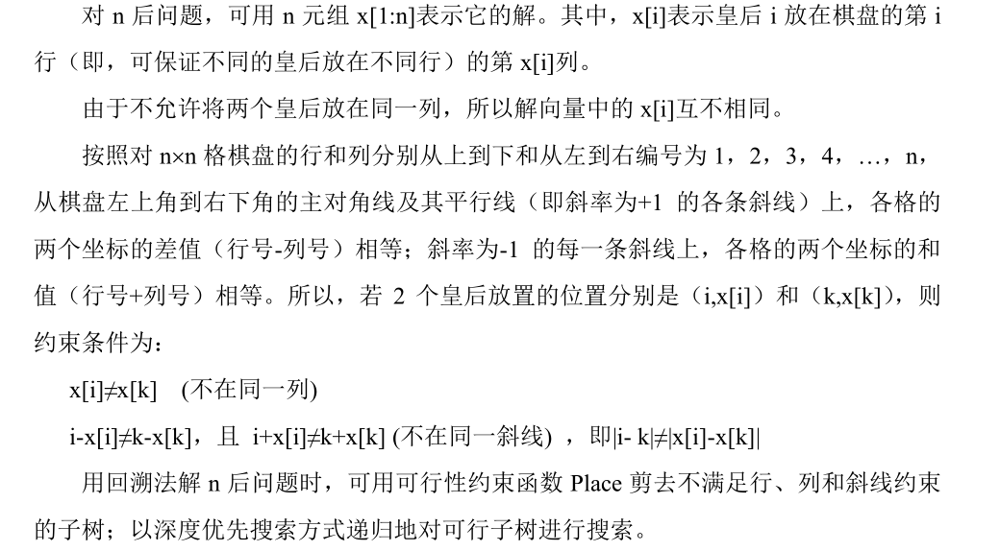 对 n 后问题，可用 n 元组 x[1:n]表示它的解。其中，x[i]表示皇后 i 放在棋盘的第 i
行（即，可保证不同的皇后放在不同行）的第 x[i]列。
由于不允许将两个皇后放在同一列，所以解向量中的 x[i]互不相同。
按照对 n×n 格棋盘的行和列分别从上到下和从左到右编号为 1，2，3，4，…，n，
从棋盘左上角到右下角的主对角线及其平行线（即斜率为+1 的各条斜线）上，各格的
两个坐标的差值（行号-列号）相等；斜率为-1 的每一条斜线上，各格的两个坐标的和
值（行号+列号）相等。所以，若 2 个皇后放置的位置分别是（i,x[i]）和（k,x[k]），则
约束条件为：
x[i]≠x[k] (不在同一列)
i-x[i]≠k-x[k]，且 i+x[i]≠k+x[k] (不在同一斜线) ，即|i- k|≠|x[i]-x[k]|
用回溯法解 n 后问题时，可用可行性约束函数 Place 剪去不满足行、列和斜线约束
的子树；以深度优先搜索方式递归地对可行子树进行搜索。